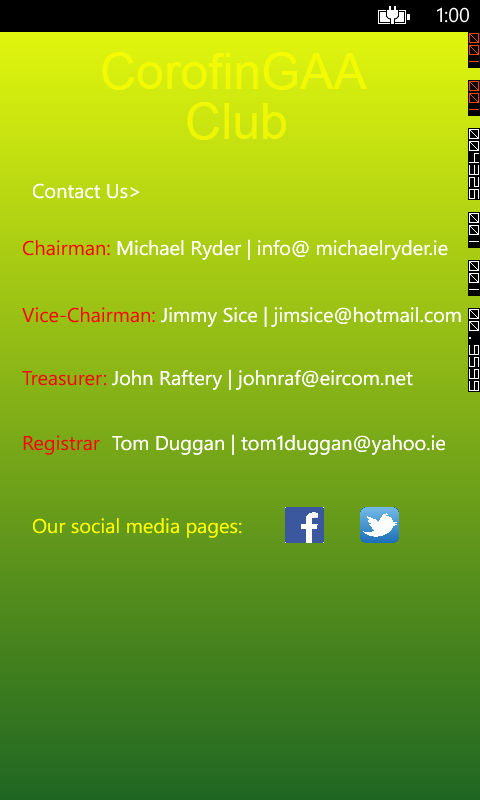 1:00
CorofinGAA
Club
Contact Us>
Chairman: Michael Ryder | info@ michaelryder.ie
Vice-Chairman: Jimmy Sice | jimsice@hotmail.com
Treasurer: John Raftery | johnraf@eircom.net
Registrar Tom Duggan | tom1duggan@yahoo.ie
Our social media pages: